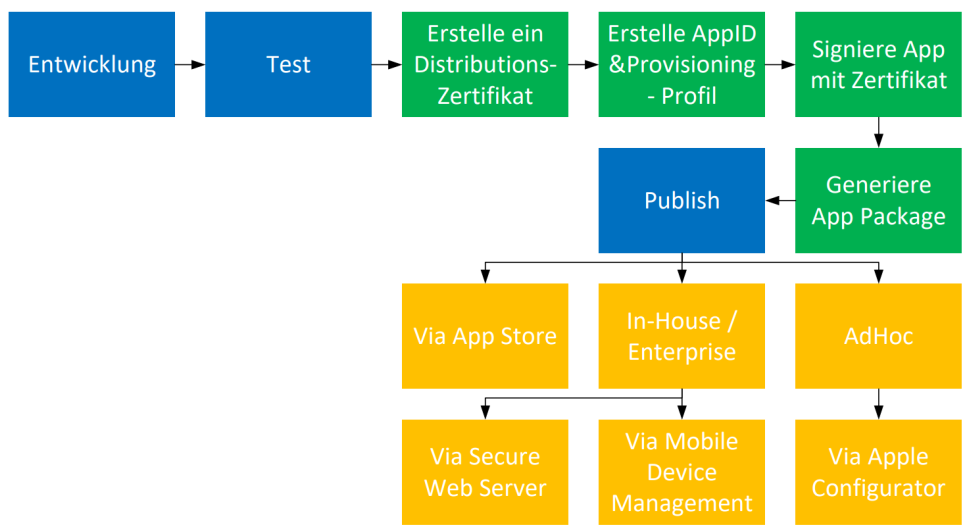 Entwicklung
Test
Erstelle ein
Distributions-
Zertifikat
Erstelle AppID
&Provisioning
- Profil
Signiere App
mit Zertifikat
Publish
Generiere
App Package
Via App Store
In-House /
Enterprise
AdHoc
Via Secure
Web Server
Via Mobile
Device
Management
Via Apple
Configurator